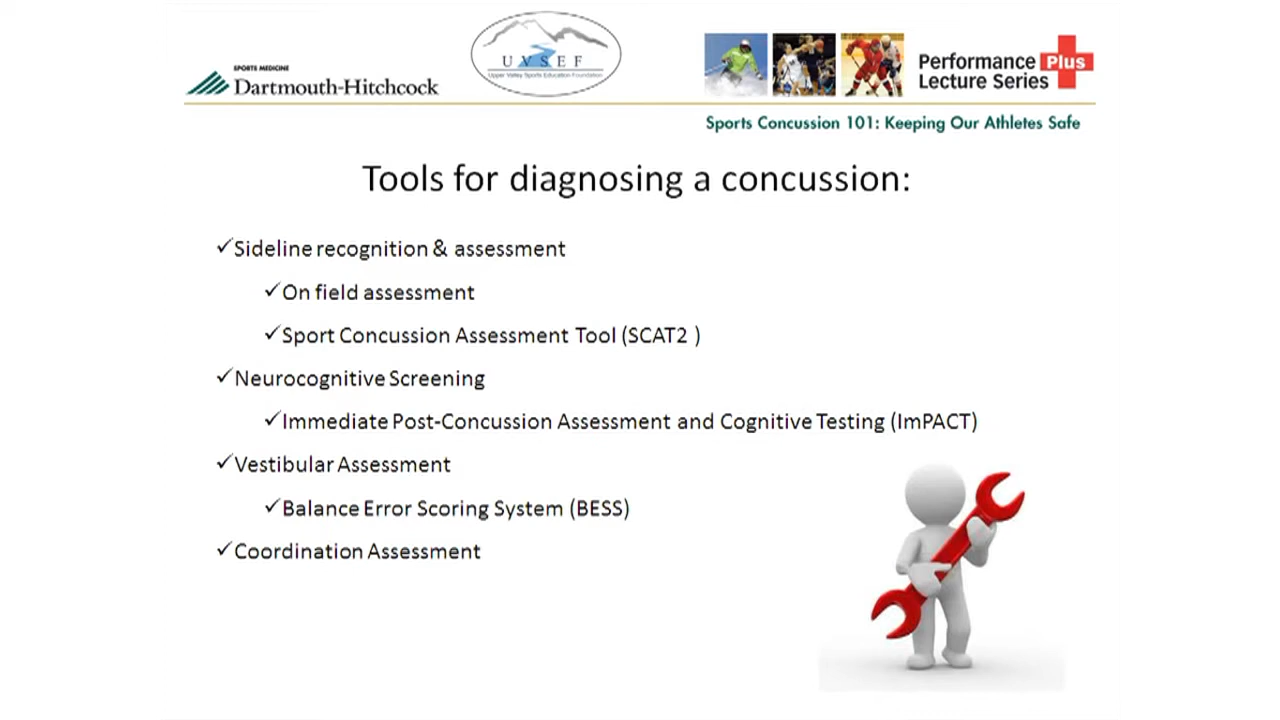 SPORTS MEDICINE
Dartmouth-Hitchcock
UVSEF
Upper Valley Sports Education Foundation
Performance Plus
Lecture Series
Sports Concussion 101: Keeping Our Athletes Safe
Tools for diagnosing a concussion:
✓Sideline recognition & assessment
✓On field assessment
✓Sport Concussion Assessment Tool (SCAT2 )
✓Neurocognitive Screening
✓Immediate Post-Concussion Assessment and Cognitive Testing (ImPACT)
✓Vestibular Assessment
✓Balance Error Scoring System (BESS)
✓Coordination Assessment